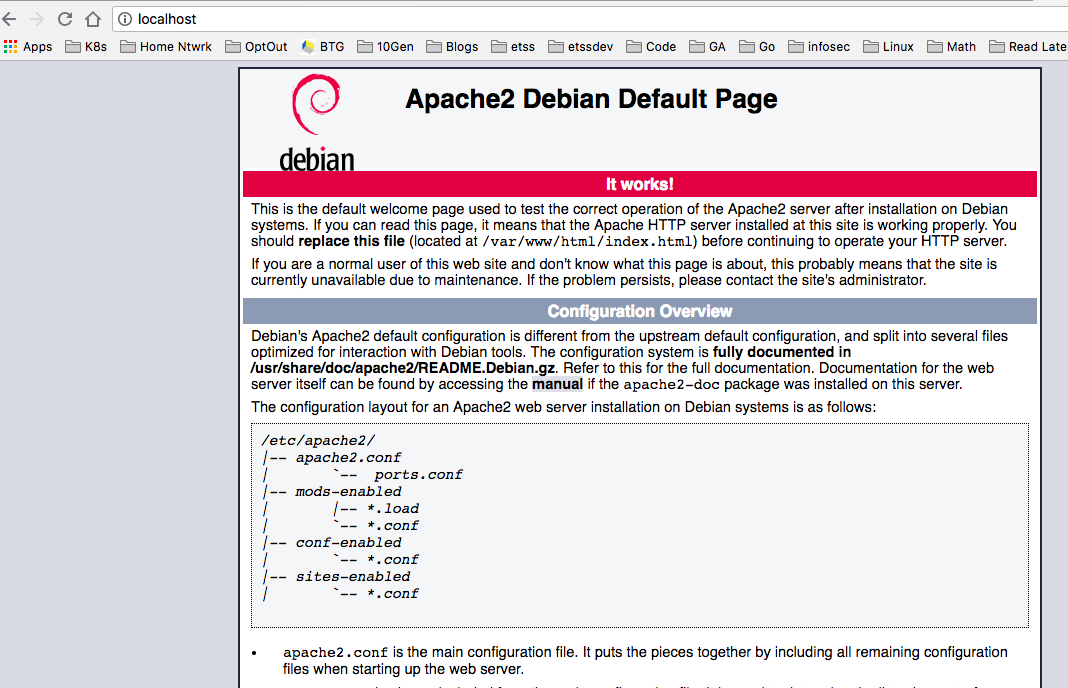 localhost
Apps K8s Home Ntwrk OptOut BTG 10Gen Blogs etss etssdev Code GA Go infosec Linux Math Read Late
debian
Apache2 Debian Default Page
It works!
This is the default welcome page used to test the correct operation of the Apache2 server after installation on Debian
systems. If you can read this page, it means that the Apache HTTP server installed at this site is working properly. You
should replace this file (located at /var/www/html/index.html) before continuing to operate your HTTP server.
If you are a normal user of this web site and don't know what this page is about, this probably means that the site is
currently unavailable due to maintenance. If the problem persists, please contact the site's administrator.
Configuration Overview
Debian's Apache2 default configuration is different from the upstream default configuration, and split into several files
optimized for interaction with Debian tools. The configuration system is fully documented in
/usr/share/doc/apache2/README.Debian.gz. Refer to this for the full documentation. Documentation for the web
server itself can be found by accessing the manual if the apache2-doc package was installed on this server.
The configuration layout for an Apache2 web server installation on Debian systems is as follows:
/etc/apache2/
|-- apache2.conf
|       `--  ports.conf
|-- mods-enabled
|       |-- *.load
|       `-- *.conf
|-- conf-enabled
|       `-- *.conf
|-- sites-enabled
|       `-- *.conf
• apache2.conf is the main configuration file. It puts the pieces together by including all remaining configuration
files when starting up the web server.